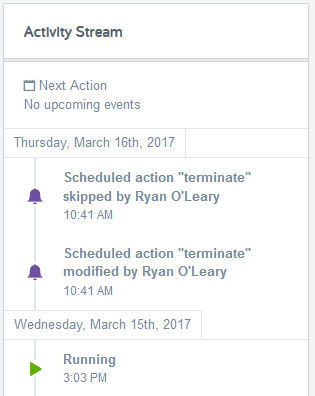 Activity Stream
Next Action
No upcoming events
Thursday, March 16th, 2017
Scheduled action "terminate"
skipped by Ryan O'Leary
10:41 AM
Scheduled action "terminate"
modified by Ryan O'Leary
10:41 AM
Wednesday, March 15th, 2017
Running
3:03 PM